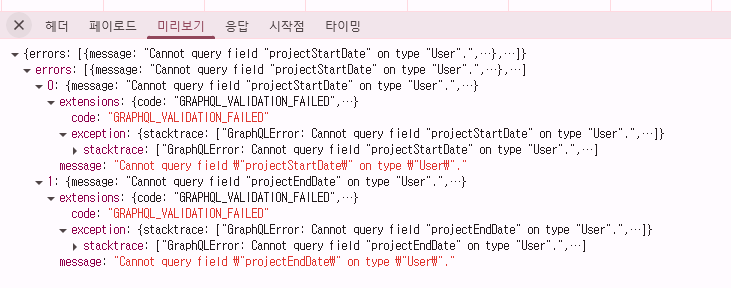 헤더 페이로드 미리보기 응답 시작점 타이밍
{errors: [{message: "Cannot query field "projectStartDate" on type "User".",…},…]}
errors: [{message: "Cannot query field "projectStartDate" on type "User".",…},…]
0: {message: "Cannot query field "projectStartDate" on type "User".",…}
extensions: {code: "GRAPHQL_VALIDATION_FAILED",…}
code: "GRAPHQL_VALIDATION_FAILED"
exception: {stacktrace: ["GraphQLError: Cannot query field "projectStartDate" on type "User".",…]}
stacktrace: ["GraphQLError: Cannot query field "projectStartDate" on type "User".",…]
message: "Cannot query field ₩"projectStartDate₩" on type ₩"User₩"."
1: {message: "Cannot query field "projectEndDate" on type "User".",…}
extensions: {code: "GRAPHQL_VALIDATION_FAILED",…}
code: "GRAPHQL_VALIDATION_FAILED"
exception: {stacktrace: ["GraphQLError: Cannot query field "projectEndDate" on type "User".",…]}
stacktrace: ["GraphQLError: Cannot query field "projectEndDate" on type "User".",…]
message: "Cannot query field ₩"projectEndDate₩" on type ₩"User₩"."